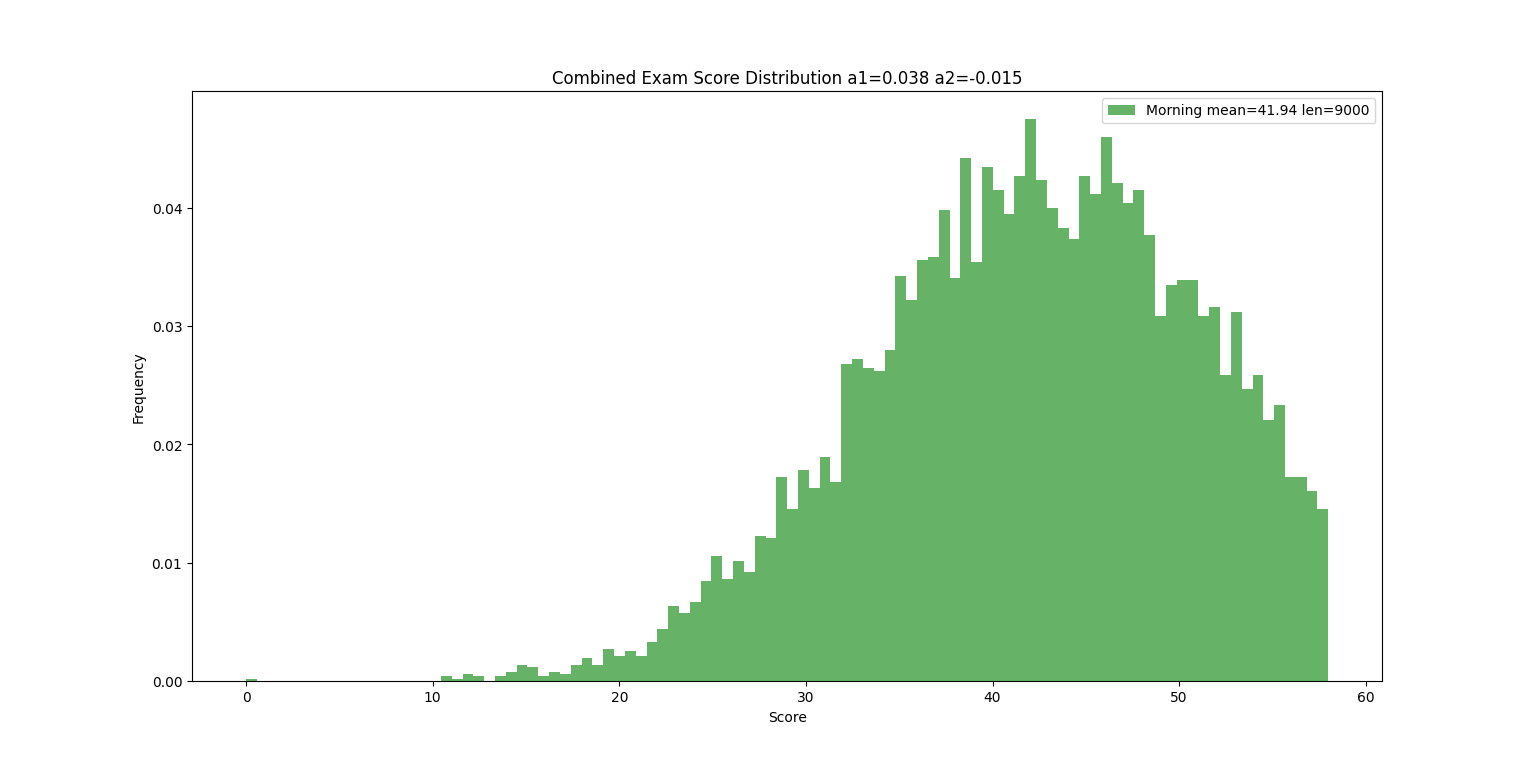 Combined Exam Score Distribution a1=0.038 a2=-0.015
Morning mean=41.94 len=9000
Frequency
0.04
0.03
0.02
0.01
0.00
0 10 20 30 40 50 60
Score